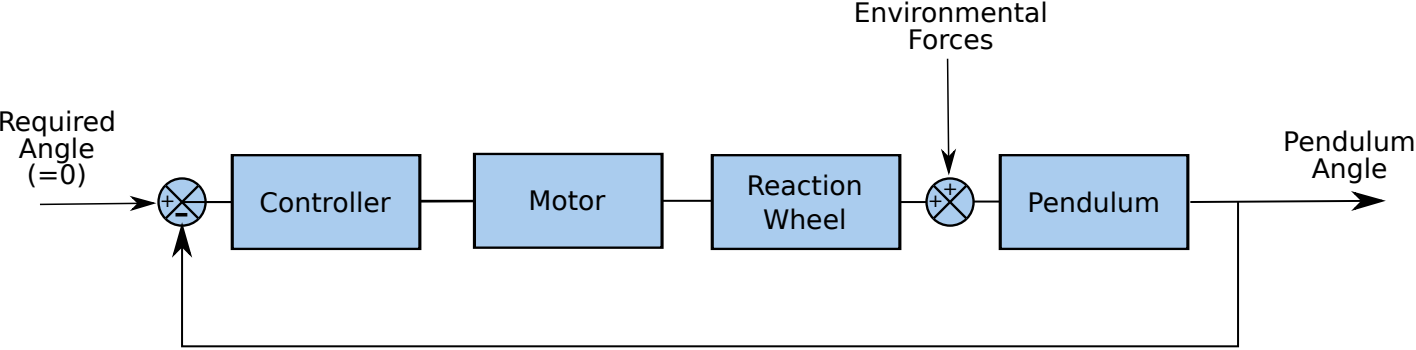 Environmental
Forces
Required
Angle
(=0)
Pendulum
Angle
+
-
Controller
Motor
Reaction
Wheel
+
+
Pendulum